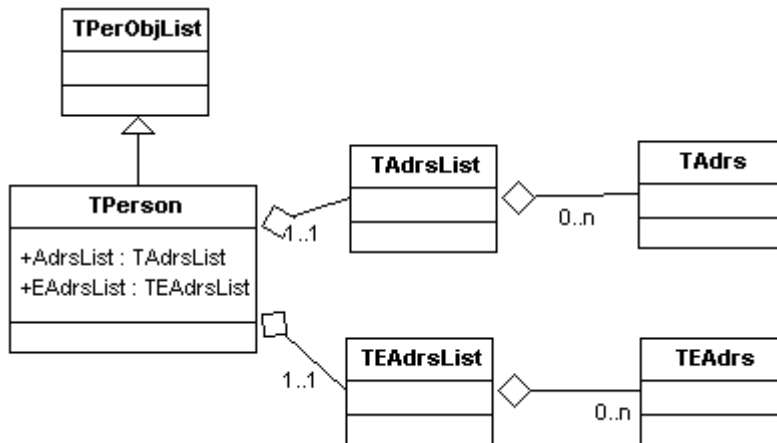 TPerObjList
TPerson
+AdrsList : TAdrsList
+EAdrsList : TEAdrsList
1..1
TAdrsList
0..n
TAdrs
1..1
TEAdrsList
0..n
TEAdrs